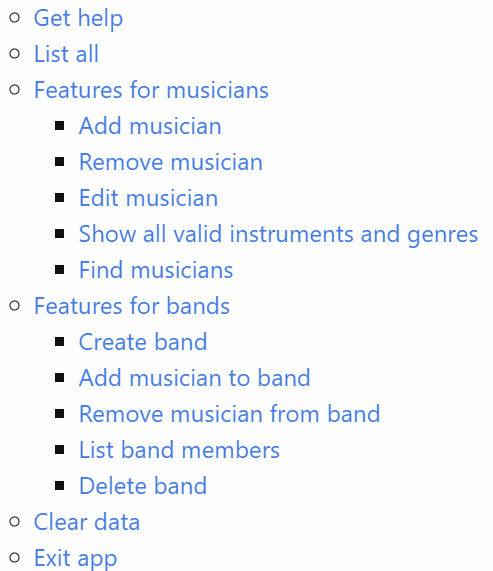 Get help
List all
Features for musicians
Add musician
Remove musician
Edit musician
Show all valid instruments and genres
Find musicians
Features for bands
Create band
Add musician to band
Remove musician from band
List band members
Delete band
Clear data
Exit app